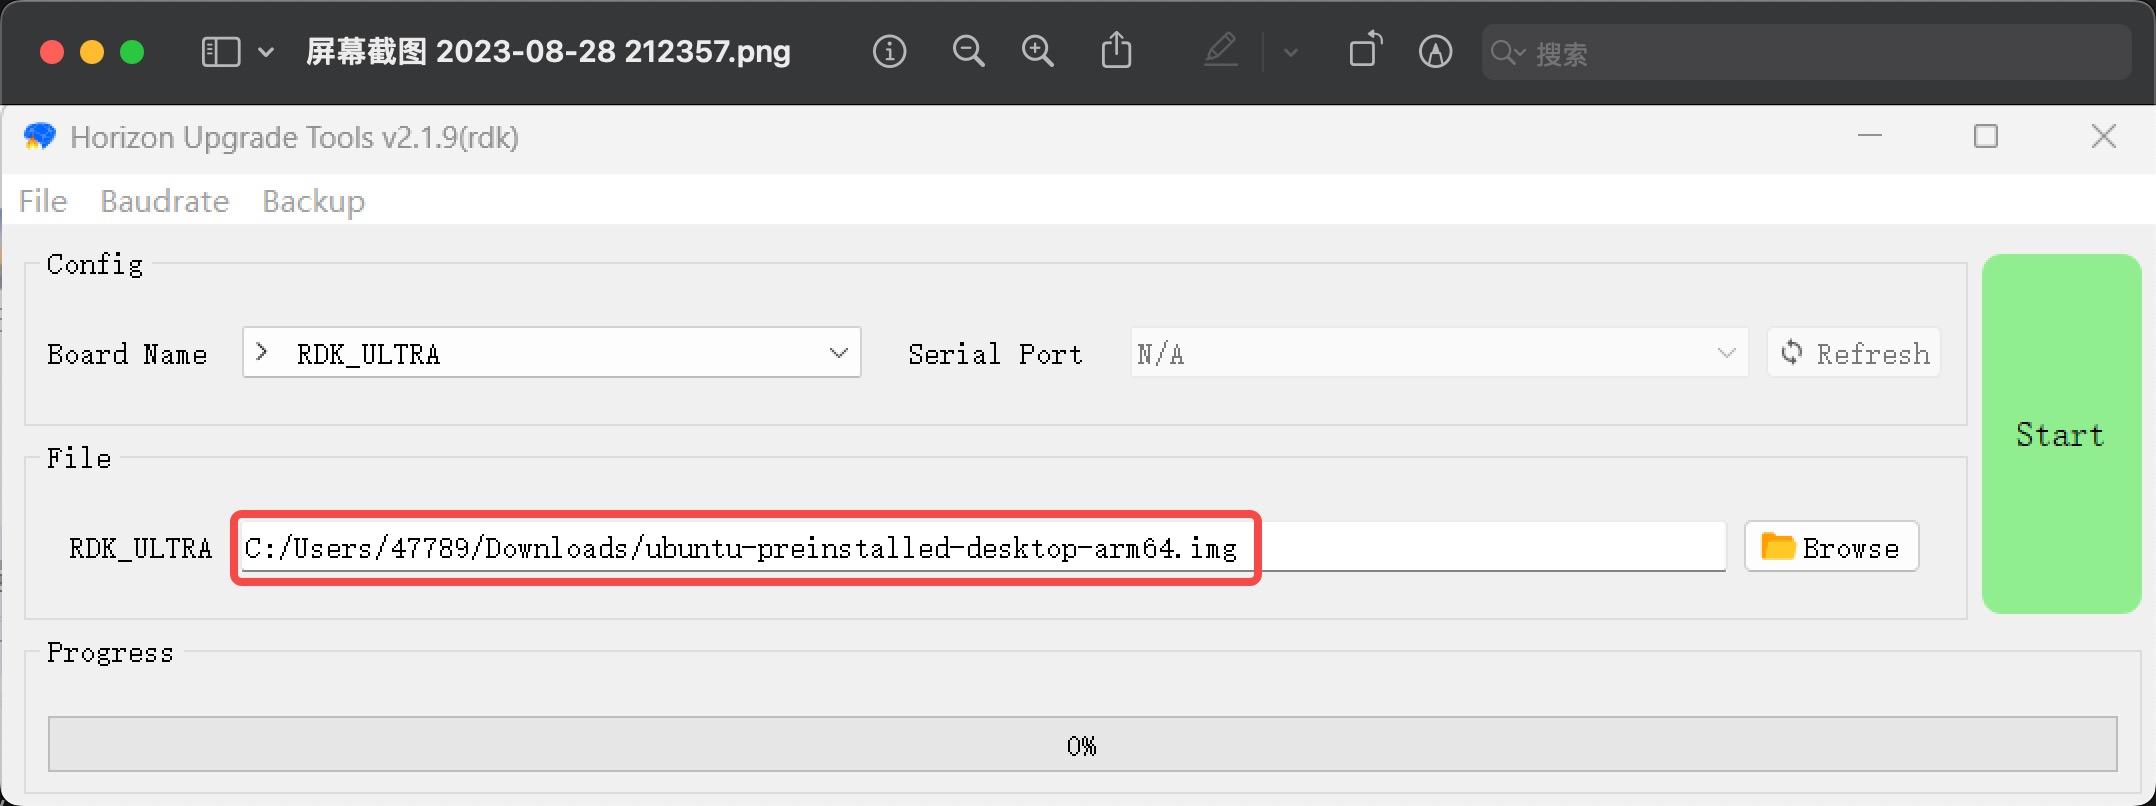 屏幕截图 2023-08-28 212357.png
搜索
Horizon Upgrade Tools v2.1.9(rdk)
File Baudrate Backup
Config
Board Name > RDK_ULTRA Serial Port N/A Refresh
Start
File
RDK_ULTRA C:/Users/47789/Downloads/ubuntu-preinstalled-desktop-arm64.img Browse
Progress
0%